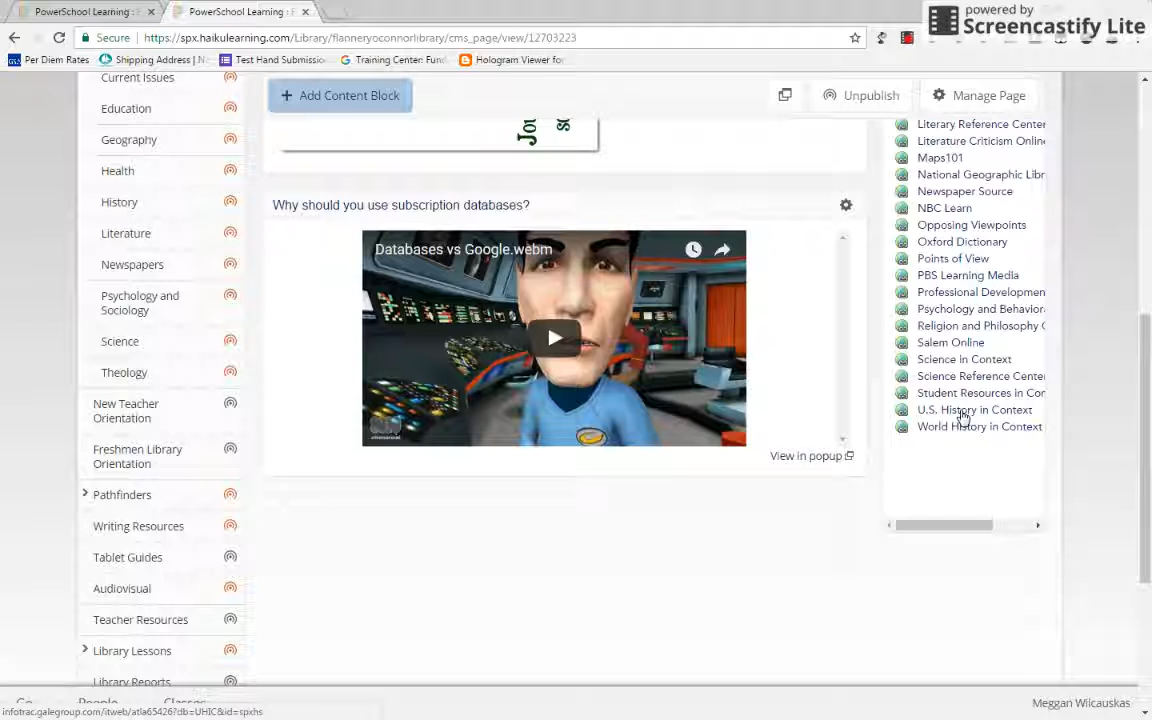 PowerSchool Learning : F
PowerSchool Learning : F
powered by
Screencastify Lite
Secure
https://spx.haikulearning.com/Library/flanneryoconnorlibrary/cms_page/view/12703223
GSA Per Diem Rates
Shipping Address | N
Test Hand Submissio
Training Center: Fund
Hologram Viewer for
Current Issues
Education
Geography
Health
History
Literature
Newspapers
Psychology and
Sociology
Science
Theology
New Teacher
Orientation
Freshmen Library
Orientation
Pathfinders
Writing Resources
Tablet Guides
Audiovisual
Teacher Resources
Library Lessons
Library Reports
+ Add Content Block
Unpublish
Manage Page
Jou
Why should you use subscription databases?
Databases vs Google.webm
View in popup
Literary Reference Center
Literature Criticism Online
Maps101
National Geographic Libr
Newspaper Source
NBC Learn
Opposing Viewpoints
Oxford Dictionary
Points of View
PBS Learning Media
Professional Developmen
Psychology and Behaviora
Religion and Philosophy C
Salem Online
Science in Context
Science Reference Center
Student Resources in Con
U.S. History in Context
World History in Context
People
Classes
Meggan Wilcauskas
infotrac.galegroup.com/itweb/atla65426?db=UHIC&id=spxhs